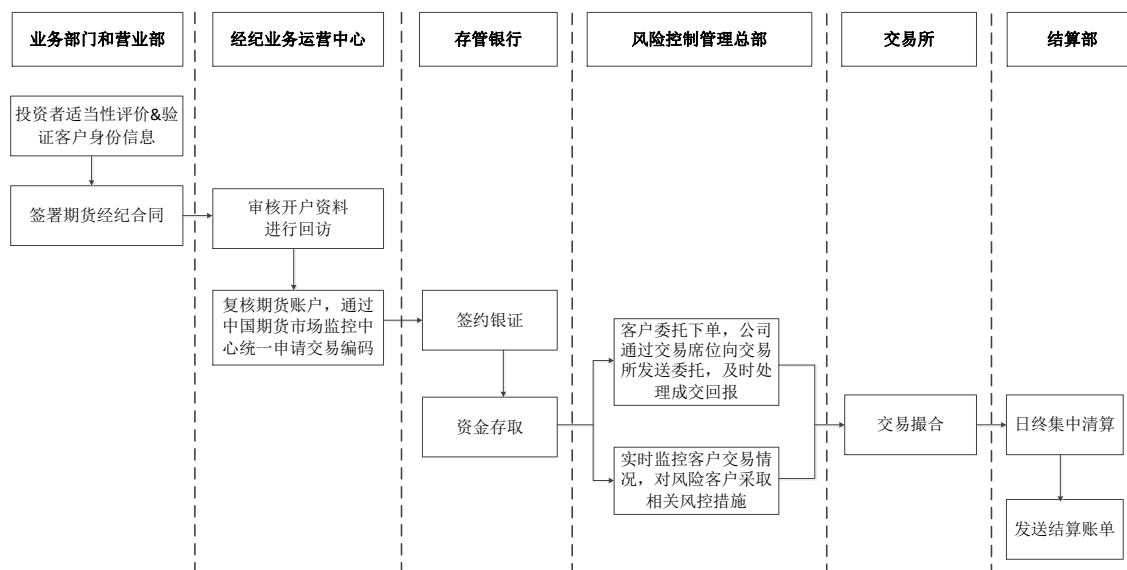 业务部门和营业部
经纪业务运营中心
存管银行
风险控制管理总部
交易所
结算部
投资者适当性评价&验
证客户身份信息
签署期货经纪合同
审核开户资料
进行回访
复核期货账户，通过
中国期货市场监控中
心统一申请交易编码
签约银证
资金存取
客户委托下单，公司
通过交易席位向交易
所发送委托，及时处
理成交回报
实时监控客户交易情
况，对风险客户采取
相关风控措施
交易撮合
日终集中清算
发送结算账单